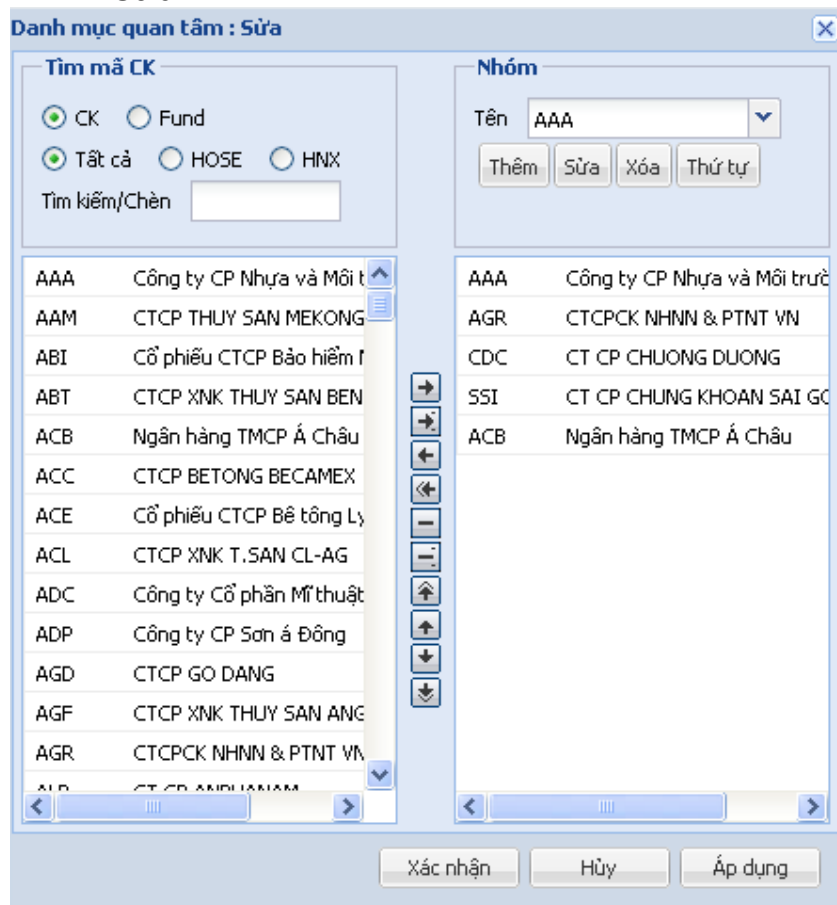 Danh mục quan tâm : Sửa
Tìm mã CK
CK Fund
Tất cả HOSE HNX
Tìm kiếm/Chèn
Nhóm
Tên AAA
Thêm Sửa Xóa Thứ tự
AAA Công ty CP Nhựa và Môi t
AAM CTCP THUY SAN MEKONG
ABI Cổ phiếu CTCP Bảo hiểm
ABT CTCP XNK THUY SAN BEN
ACB Ngân hàng TMCP Á Châu
ACC CTCP BETONG BECAMEX
ACE Cổ phiếu CTCP Bê tông Ly
ACL CTCP XNK T.SAN CL-AG
ADC Công ty Cổ phần Mĩ thuật
ADP Công ty CP Sơn á Đông
AGD CTCP GO DANG
AGF CTCP XNK THUY SAN ANG
AGR CTCPCK NHNN & PTNT VN
AAA Công ty CP Nhựa và Môi trườ
AGR CTCPCK NHNN & PTNT VN
CDC CT CP CHUONG DUONG
SSI CT CP CHUNG KHOAN SAI GO
ACB Ngân hàng TMCP Á Châu
Xác nhận Hủy Áp dụng